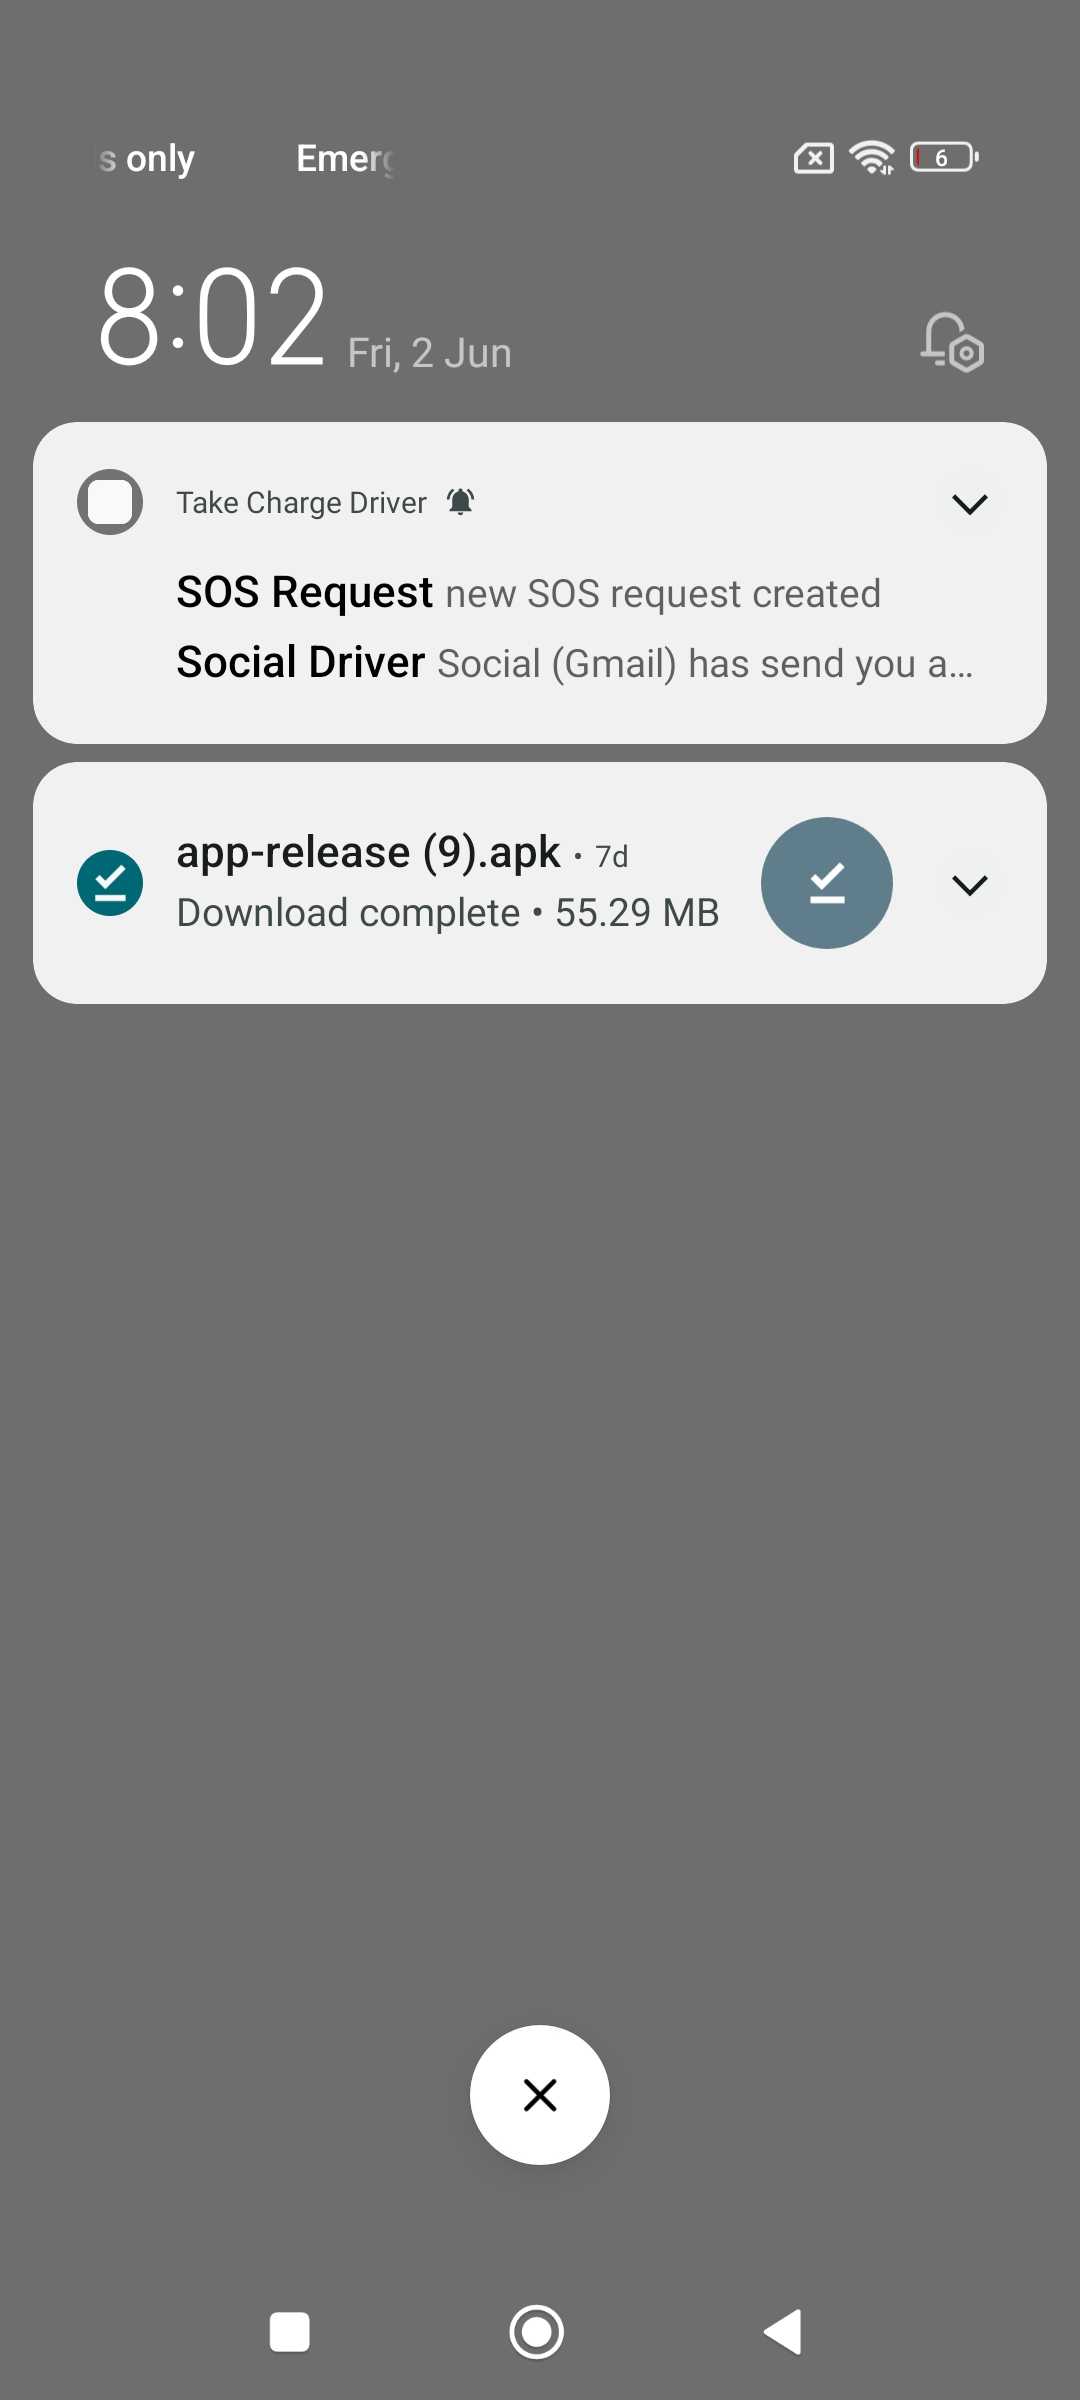 s only Emerg
6
8:02 Fri, 2 Jun
Take Charge Driver
SOS Request new SOS request created
Social Driver Social (Gmail) has send you a...
app-release (9).apk • 7d
Download complete • 55.29 MB